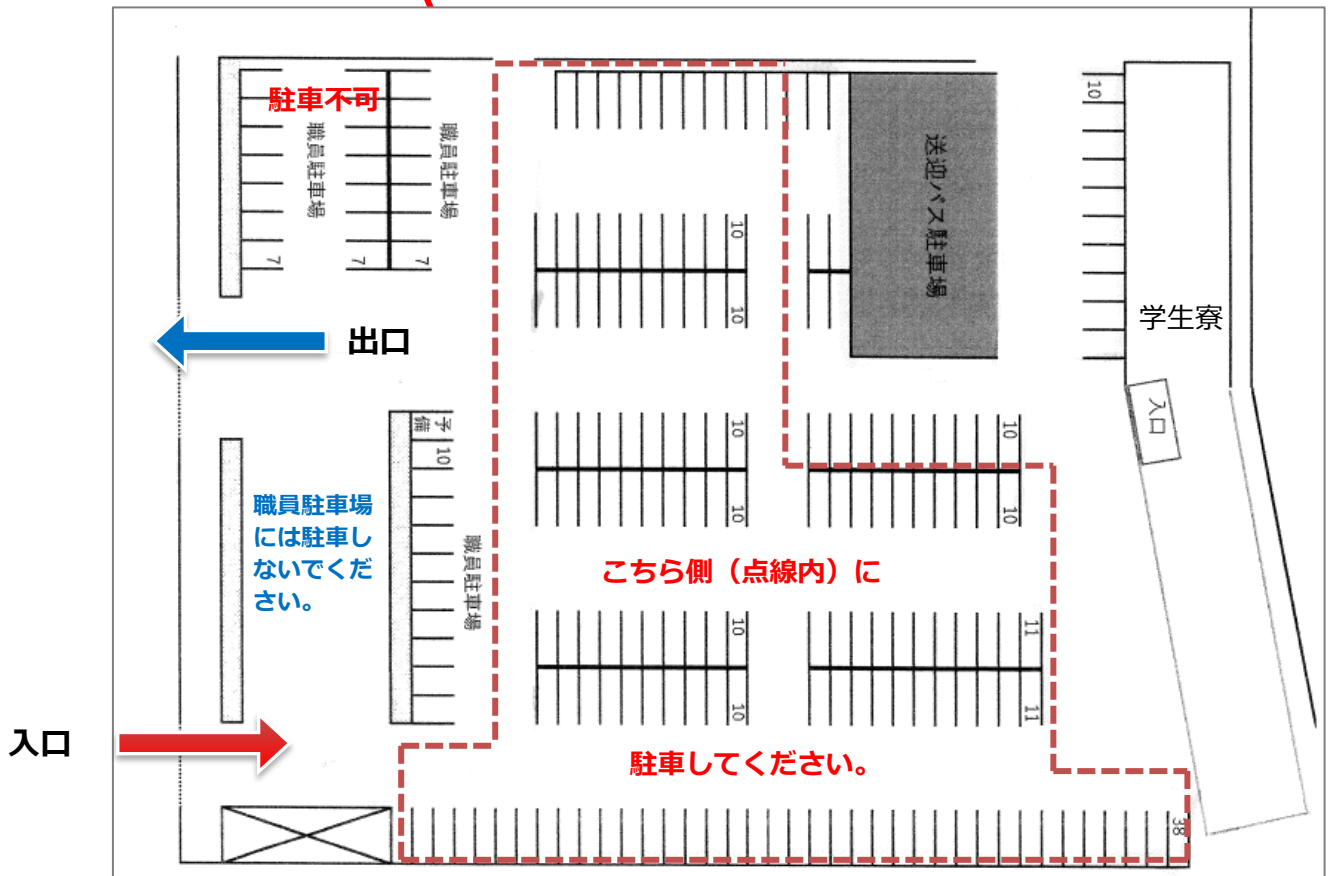 駐車不可
職員駐車場
職員駐車場
7
7
7
10
10
送迎バス駐車場
10
学生寮
入口
出口
予備
10
職員駐車場
職員駐車場
には駐車し
ないでくだ
さい。
10
10
10
10
こちら側（点線内）に
10
10
11
11
駐車してください。
入口
38